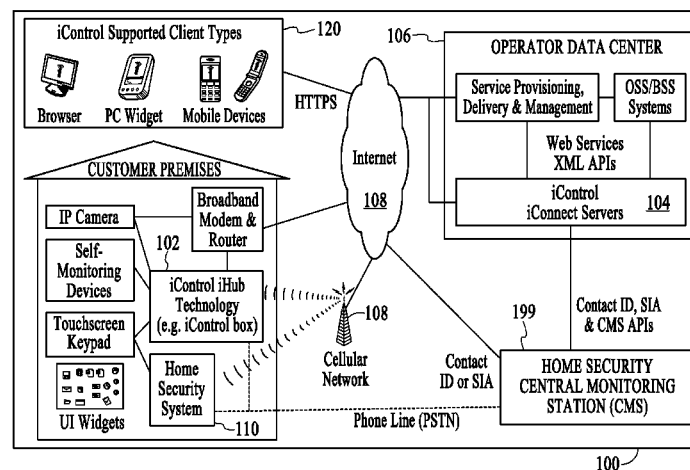 iControl Supported Client Types
120
Browser
PC Widget
Mobile Devices
HTTPS
106
OPERATOR DATA CENTER
Service Provisioning,
Delivery & Management
OSS/BSS
Systems
Web Services
XML APIs
iControl
iConnect Servers
104
Internet
108
CUSTOMER PREMISES
IP Camera
Broadband
Modem &
Router
102
Self-
Monitoring
Devices
iControl iHub
Technology
(e.g. iControl box)
Touchscreen
Keypad
UI Widgets
Home
Security
System
110
108
Cellular
Network
Contact
ID or SIA
Contact ID, SIA
& CMS APIs
199
HOME SECURITY
CENTRAL MONITORING
STATION (CMS)
Phone Line (PSTN)
100